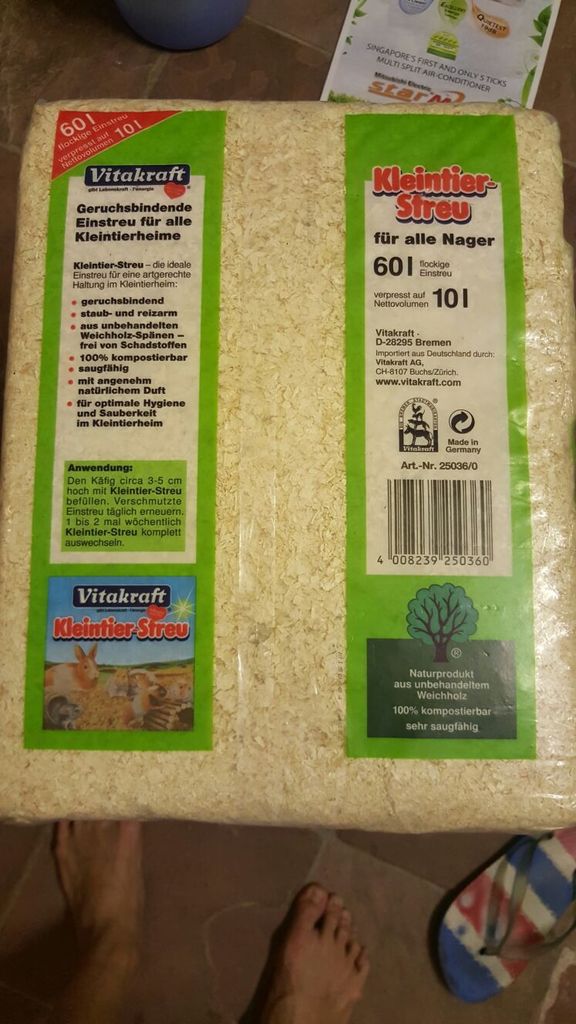 QUIETEST
SINGAPORE'S FIRST AND ONLY 5 TICKS
MULTI SPLIT AIR-CONDITIONER
Mitsubishi Electric
starM
60 l
flockige Einstreu
verpresst auf
Nettovolumen 10 l
Vitakraft
Geruchsbindende
Einstreu für alle
Kleintierheime
Kleintier-Streu – die ideale
Einstreu für eine artgerechte
Haltung im Kleintierheim:
• geruchsbindend
• staub- und reizarm
• aus unbehandelten
Weichholz-Spänen –
frei von Schadstoffen
• 100% kompostierbar
• saugfähig
• mit angenehm
natürlichem Duft
• für optimale Hygiene
und Sauberkeit
im Kleintierheim
Anwendung:
Den Käfig circa 3-5 cm
hoch mit Kleintier-Streu
befüllen. Verschmutzte
Einstreu täglich erneuern.
1 bis 2 mal wöchentlich
Kleintier-Streu komplett
auswechseln.
Vitakraft
Kleintier-Streu
Kleintier-
Streu
für alle Nager
60 l flockige
Einstreu
verpresst auf
Nettovolumen 10 l
Vitakraft ·
D-28295 Bremen
Importiert aus Deutschland durch:
Vitakraft AG,
CH-8107 Buchs/Zürich.
www.vitakraft.com
Vitakraft
Made in
Germany
Art.-Nr. 25036/0
4 008239 250360
®
Naturprodukt
aus unbehandeltem
Weichholz
100% kompostierbar
sehr saugfähig